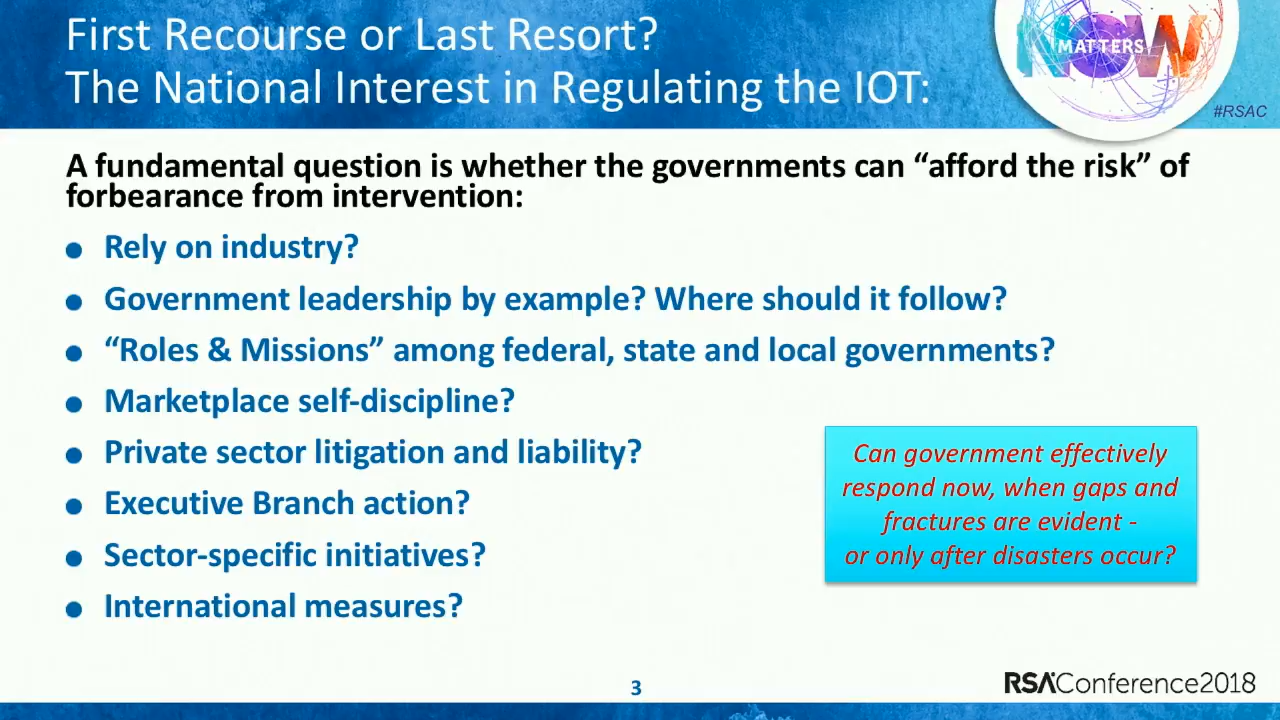 First Recourse or Last Resort?
The National Interest in Regulating the IOT:
NOW
MATTERS
#RSAC
A fundamental question is whether the governments can “afford the risk” of
forbearance from intervention:
● Rely on industry?
● Government leadership by example? Where should it follow?
● “Roles & Missions” among federal, state and local governments?
● Marketplace self-discipline?
● Private sector litigation and liability?
● Executive Branch action?
● Sector-specific initiatives?
● International measures?
Can government effectively
respond now, when gaps and
fractures are evident -
or only after disasters occur?
3
RSAConference2018